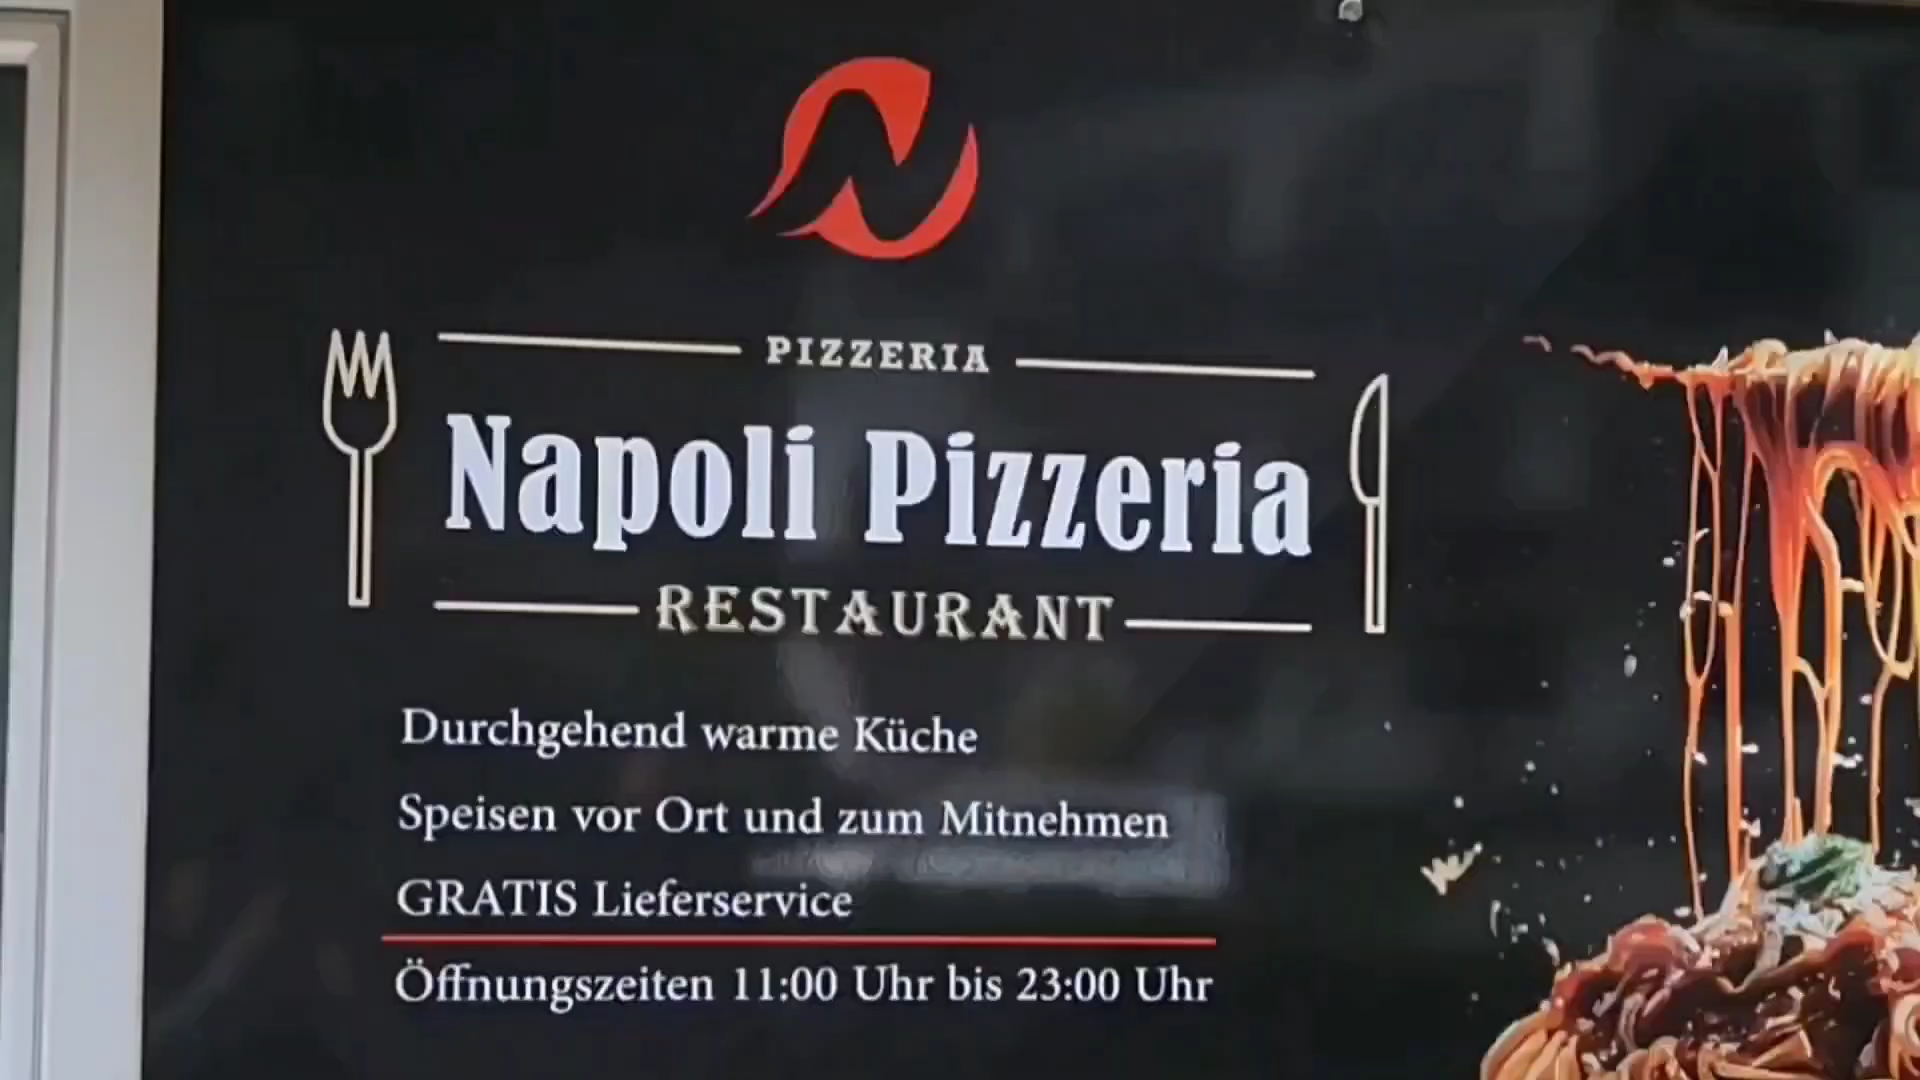 PIZZERIA
Napoli Pizzeria
RESTAURANT
Durchgehend warme Küche
Speisen vor Ort und zum Mitnehmen
GRATIS Lieferservice
Öffnungszeiten 11:00 Uhr bis 23:00 Uhr